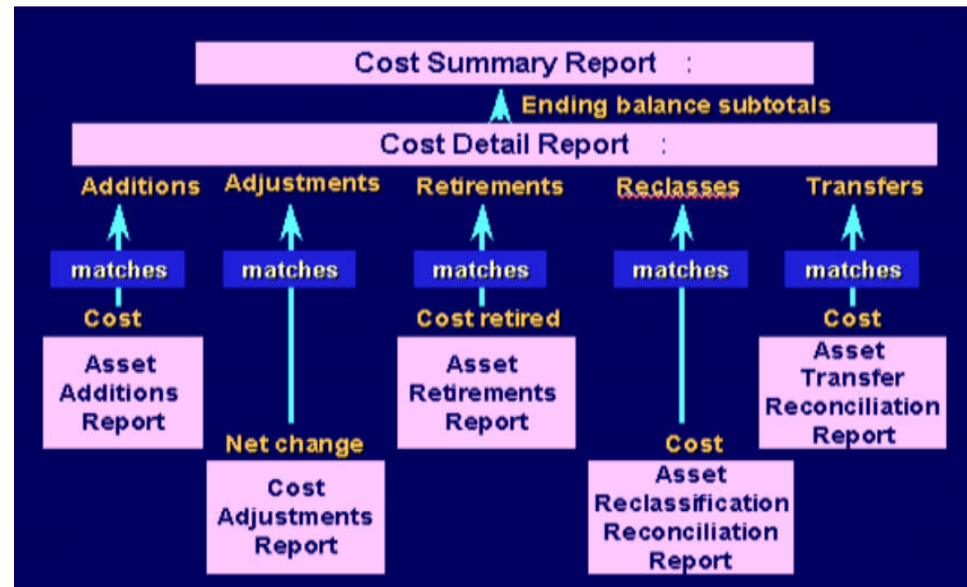 Cost Summary Report :
Ending balance subtotals
Cost Detail Report :
Additions Adjustments Retirements Reclasses Transfers
matches matches matches matches matches
Cost Cost retired Cost
Asset
Additions
Report
Asset
Retirements
Report
Asset
Transfer
Reconciliation
Report
Net change Cost
Cost
Adjustments
Report
Asset
Reclassification
Reconciliation
Report